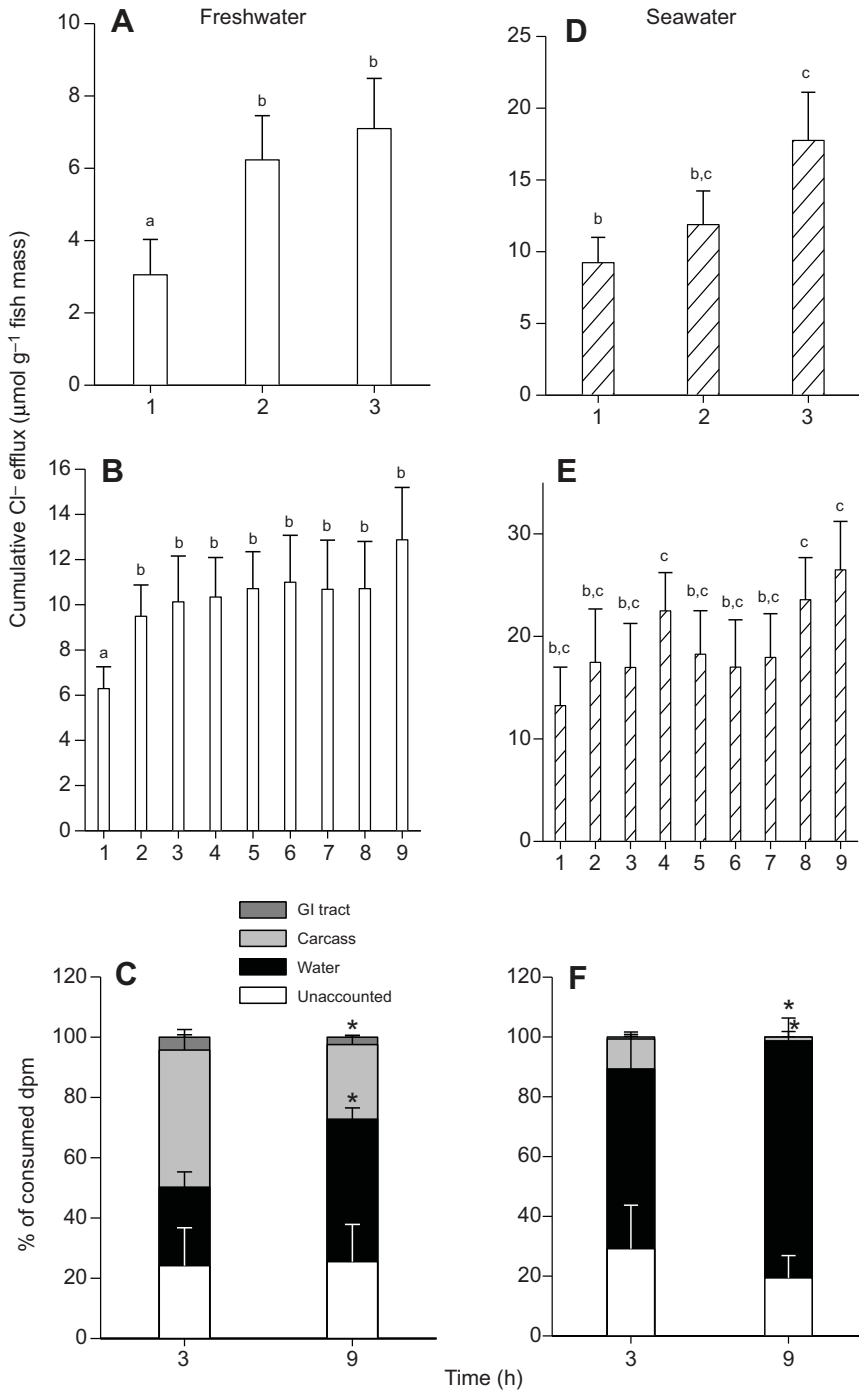 Freshwater
Seawater
Cumulative Cl⁻ efflux (μmol g⁻¹ fish mass)
A
10
8
6
4
2
0
a
b
b
1
2
3
D
25
20
15
10
5
0
b
b,c
c
1
2
3
B
16
14
12
10
8
6
4
2
0
a
b
b
b
b
b
b
b
b
1
2
3
4
5
6
7
8
9
E
30
20
10
0
b,c
b,c
b,c
c
b,c
b,c
b,c
c
c
1
2
3
4
5
6
7
8
9
GI tract
Carcass
Water
Unaccounted
% of consumed dpm
C
120
100
80
60
40
20
0
*
*
3
9
F
120
100
80
60
40
20
0
*
*
3
9
Time (h)